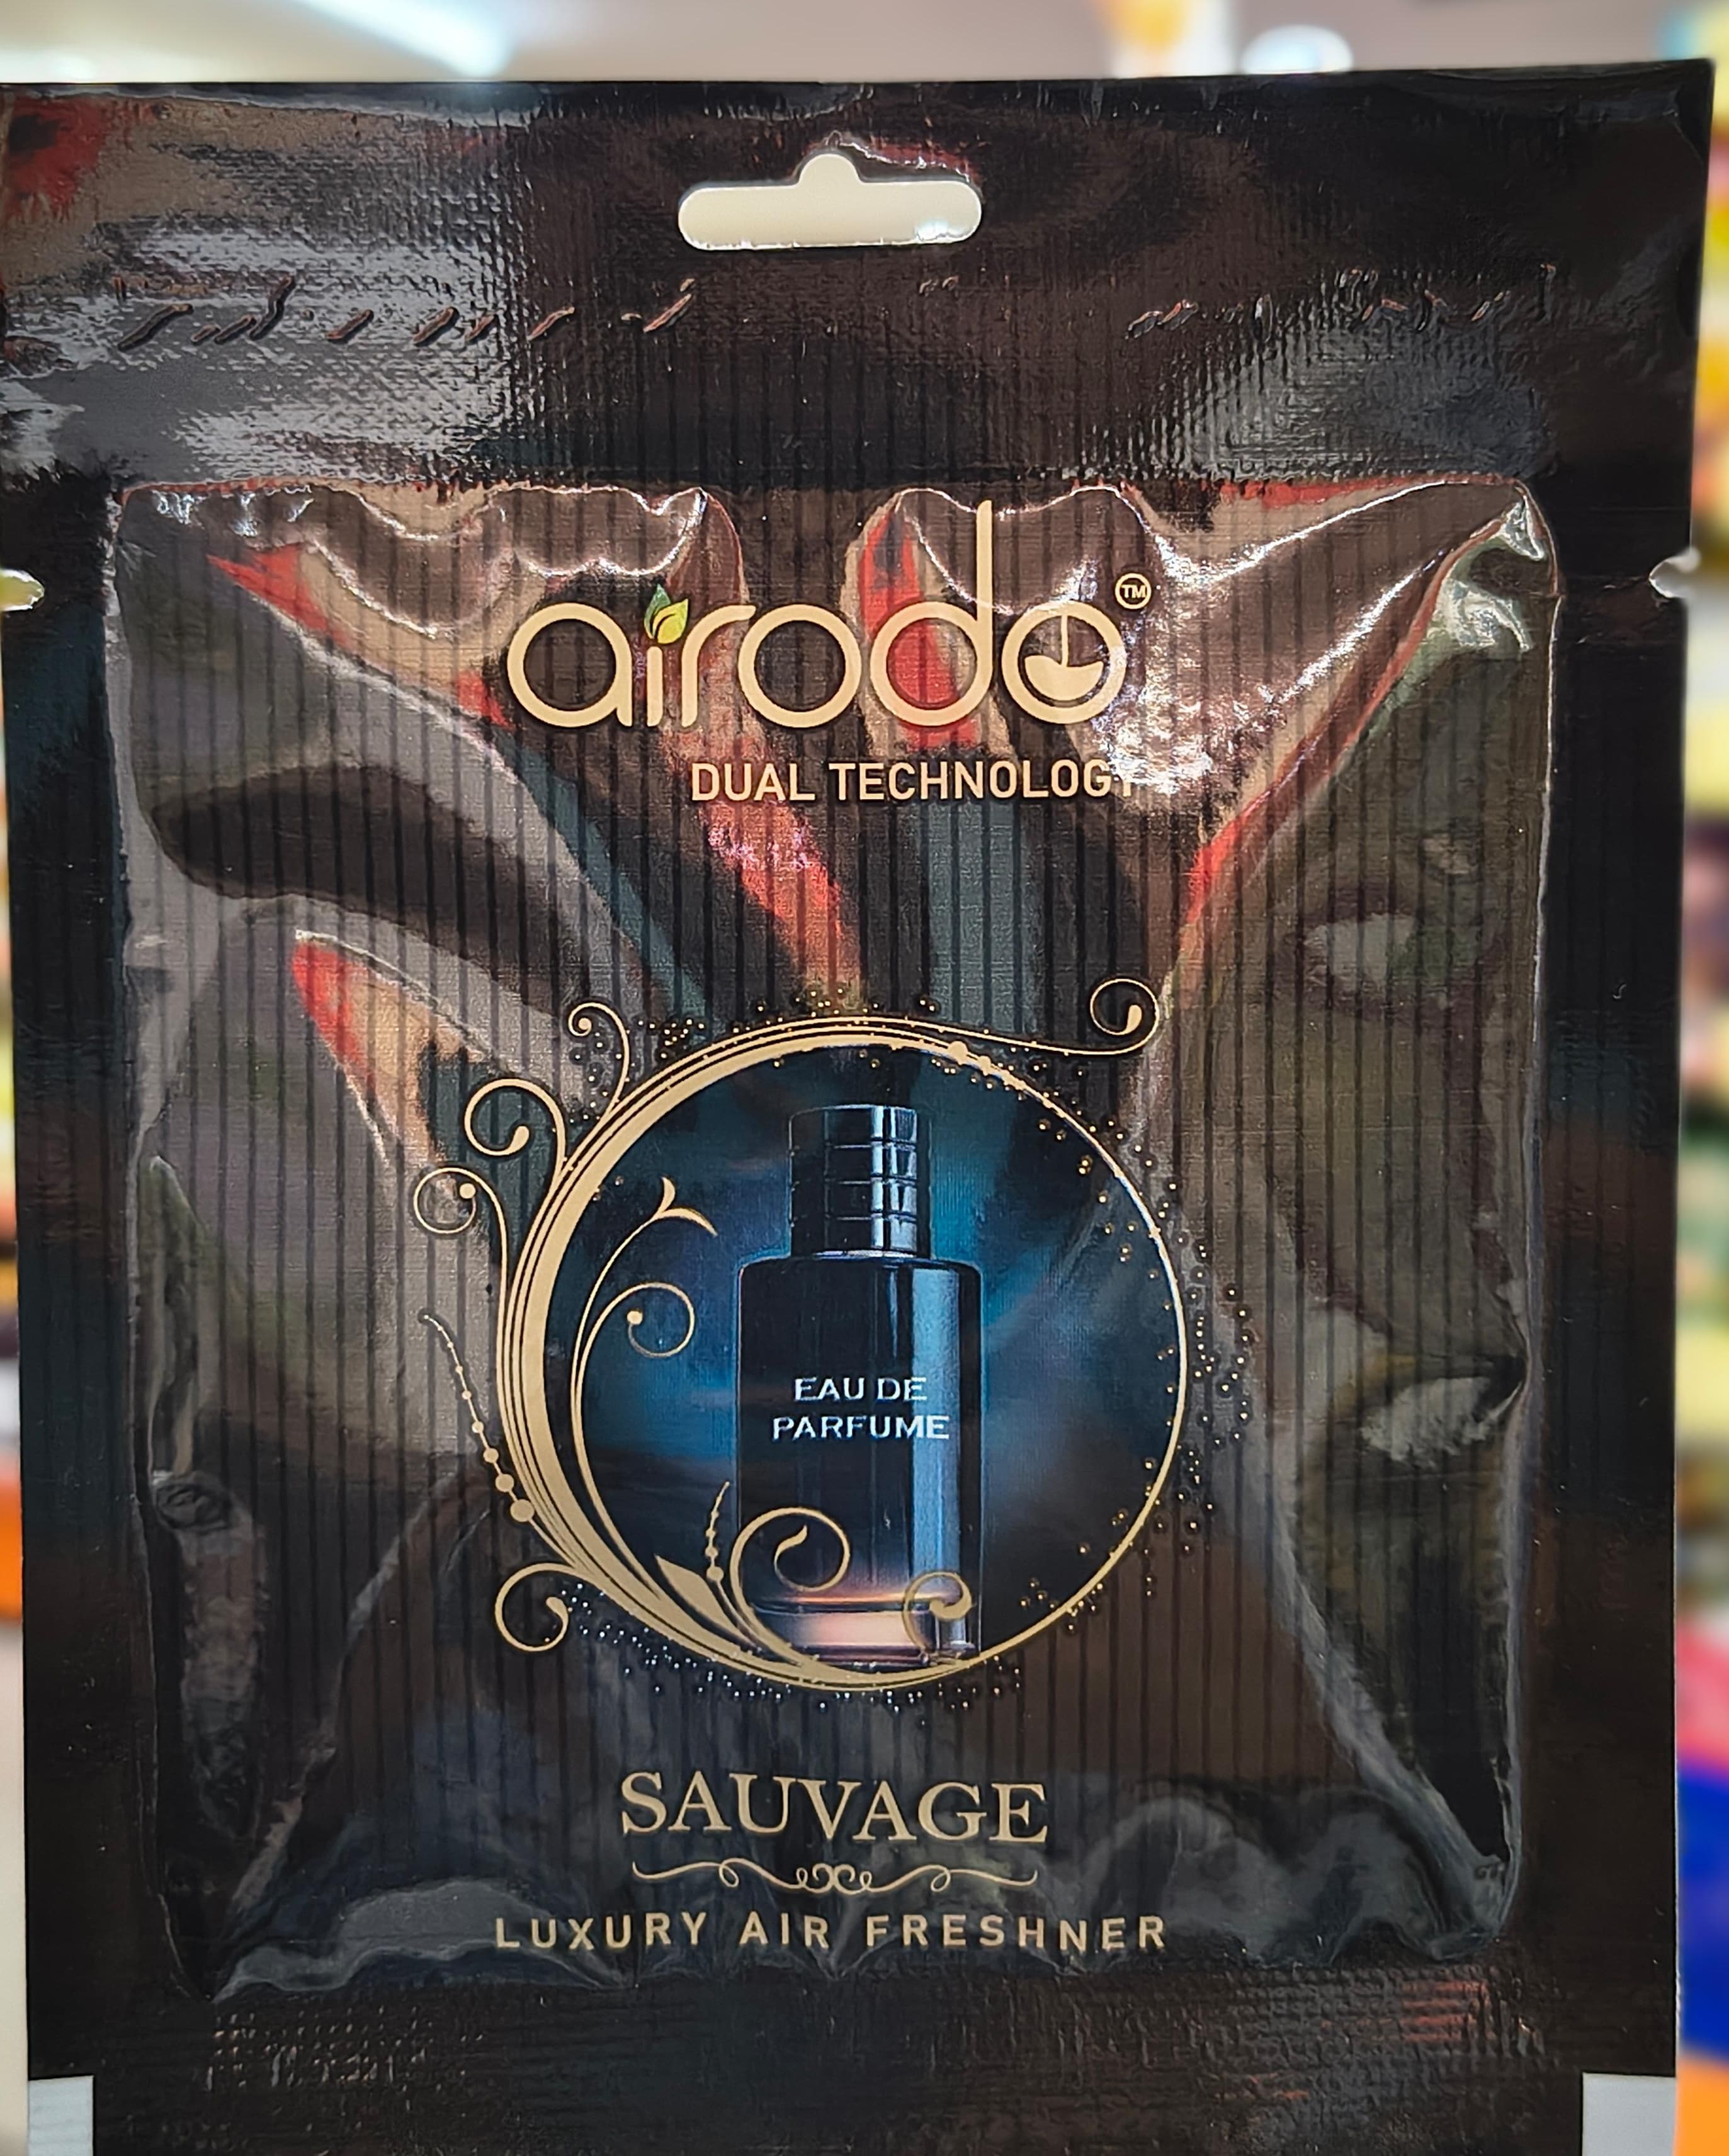 airodo™
DUAL TECHNOLOGY
EAU DE
PARFUME
SAUVAGE
LUXURY AIR FRESHNER